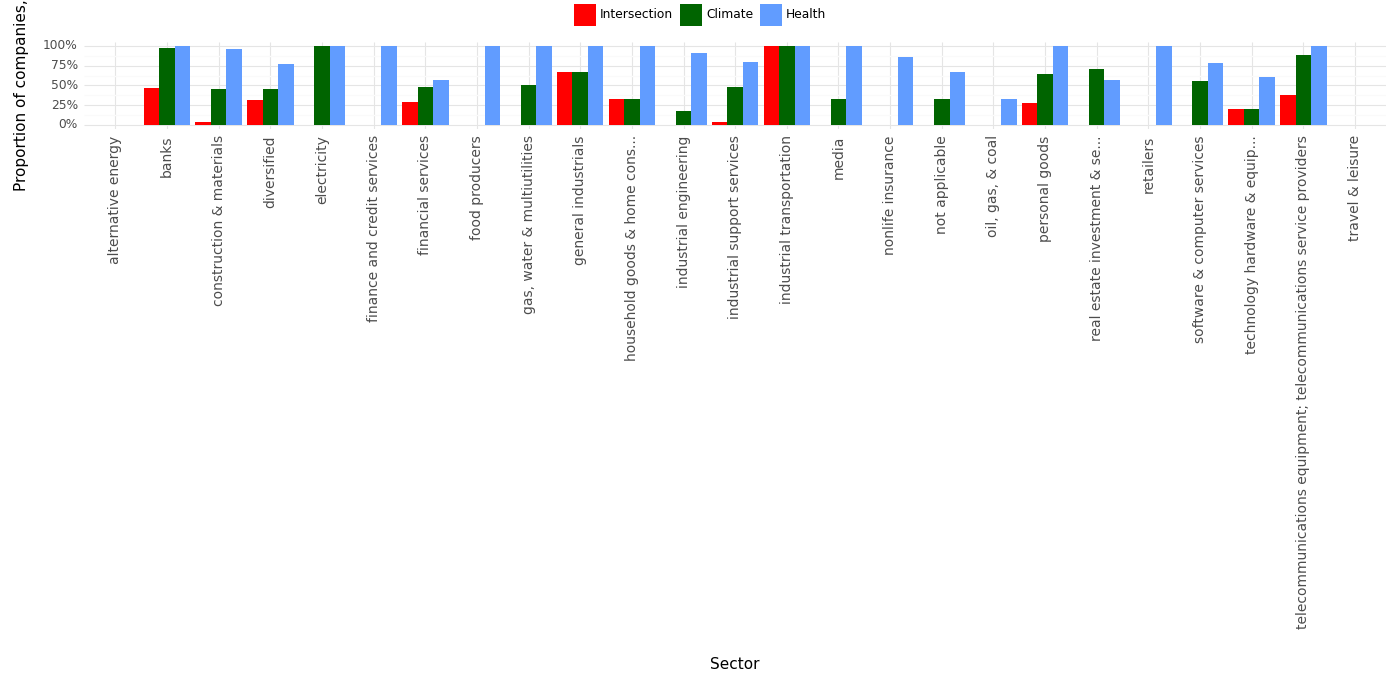 Intersection Climate Health
Proportion of companies,
100%
75%
50%
25%
0%
alternative energy
banks
construction & materials
diversified
electricity
finance and credit services
financial services
food producers
gas, water & multiutilities
general industrials
household goods & home cons...
industrial engineering
industrial support services
industrial transportation
media
nonlife insurance
not applicable
oil, gas, & coal
personal goods
real estate investment & se...
retailers
software & computer services
technology hardware & equip...
telecommunications equipment; telecommmunications service providers
travel & leisure
Sector